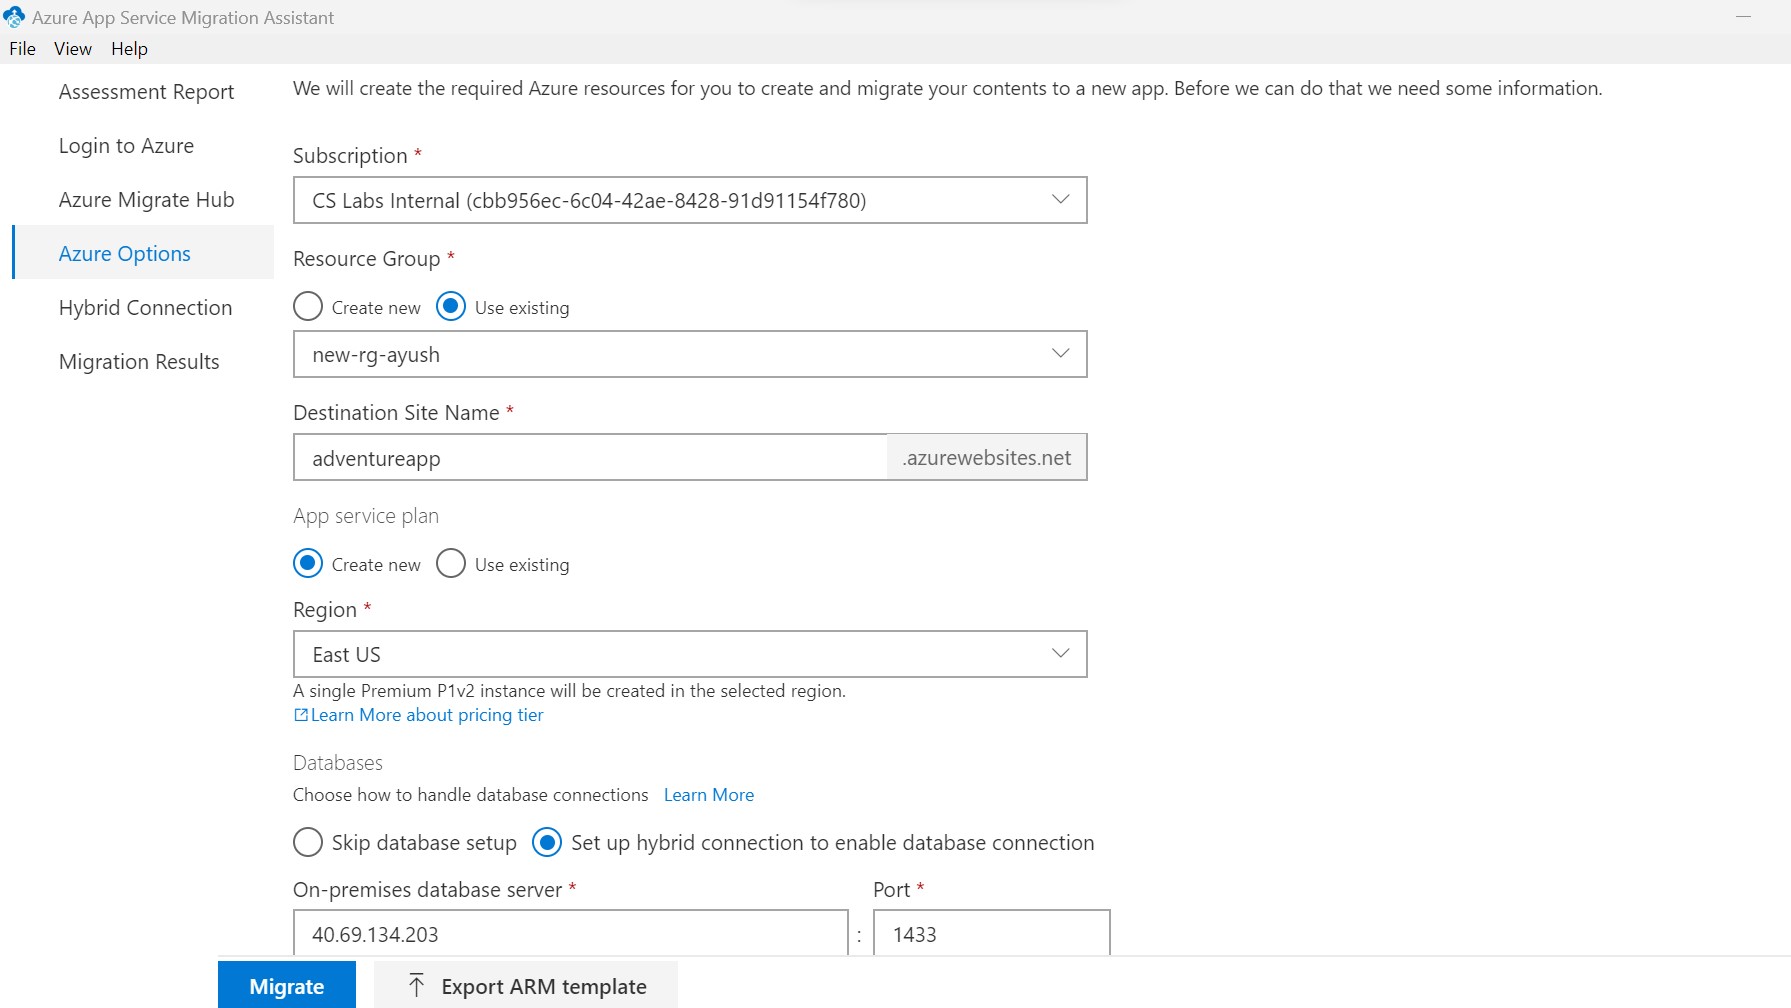 Azure App Service Migration Assistant
File View Help
Assessment Report
Login to Azure
Azure Migrate Hub
Azure Options
Hybrid Connection
Migration Results
We will create the required Azure resources for you to create and migrate your contents to a new app. Before we can do that we need some information.
Subscription *
CS Labs Internal (cbb956ec-6c04-42ae-8428-91d91154f780)
Resource Group *
Create new Use existing
new-rg-ayush
Destination Site Name *
adventureapp .azurewebsites.net
App service plan
Create new Use existing
Region *
East US
A single Premium P1v2 instance will be created in the selected region.
Learn More about pricing tier
Databases
Choose how to handle database connections Learn More
Skip database setup Set up hybrid connection to enable database connection
On-premises database server * Port *
40.69.134.203 : 1433
Migrate Export ARM template